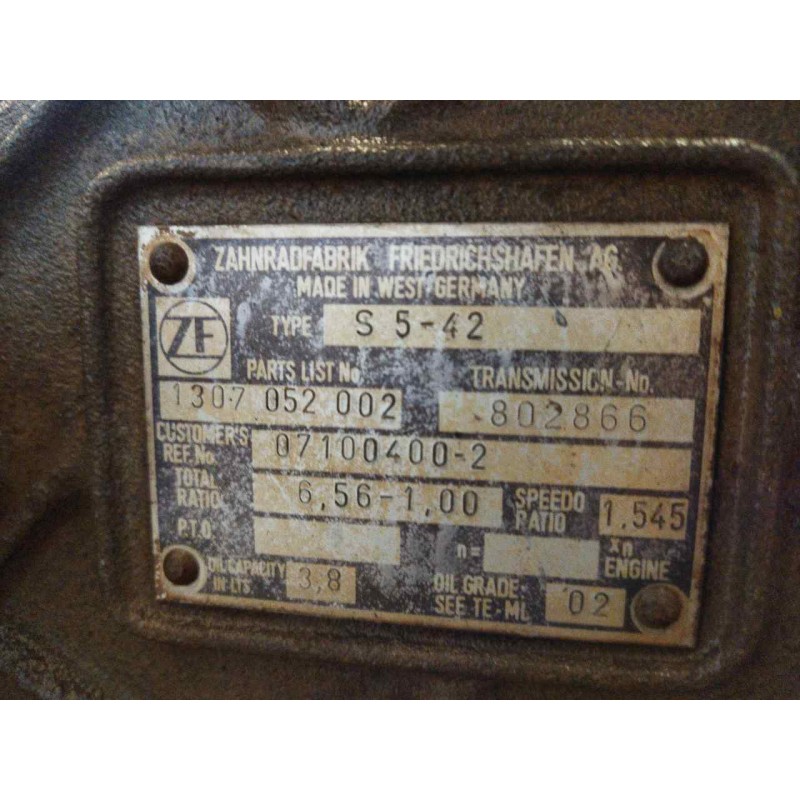 ZAHNRADFABRIK FRIEDRICHSHAFEN AG
MADE IN WEST GERMANY
ZF
TYPE S 5-42
PARTS LIST No. TRANSMISSION-No.
1307 052 002 802866
CUSTOMER'S REF.No. 07100400-2
TOTAL RATIO 6,56-1,00 SPEEDO RATIO 1,545
P.T.O. n= xn ENGINE
OIL CAPACITY IN LTS. 3,8 OIL GRADE- SEE TE-ML 02